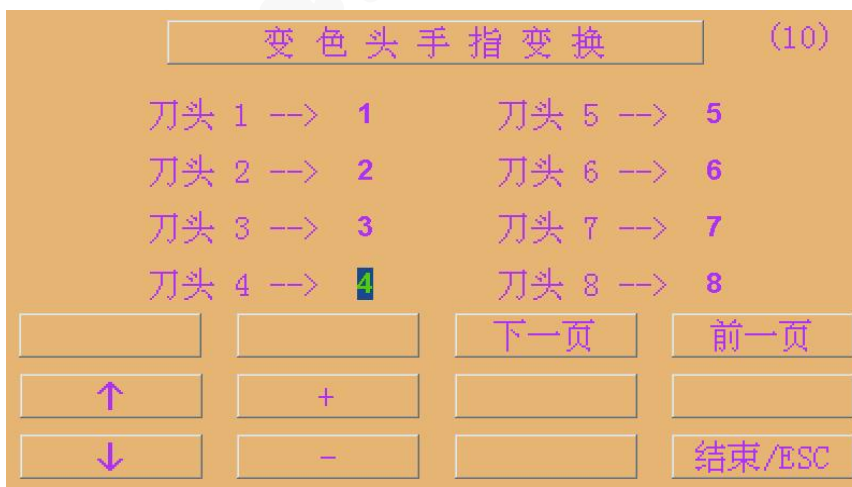 变色头手指变换 (10)
刀头 1 --> 1 刀头 5 --> 5
刀头 2 --> 2 刀头 6 --> 6
刀头 3 --> 3 刀头 7 --> 7
刀头 4 --> 4 刀头 8 --> 8
下一页 前一页
↑ +
↓ - 结束/ESC